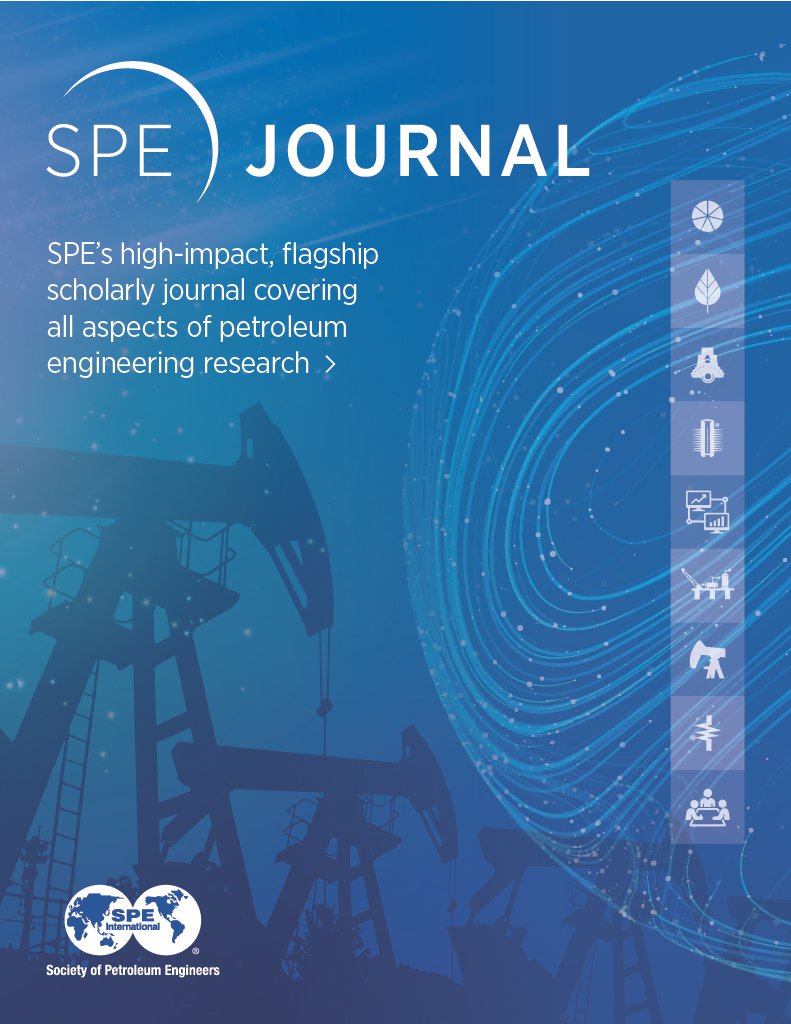 SPE JOURNAL
SPE’s high-impact, flagship
scholarly journal covering
all aspects of petroleum
engineering research >
SPE
International
®
Society of Petroleum Engineers